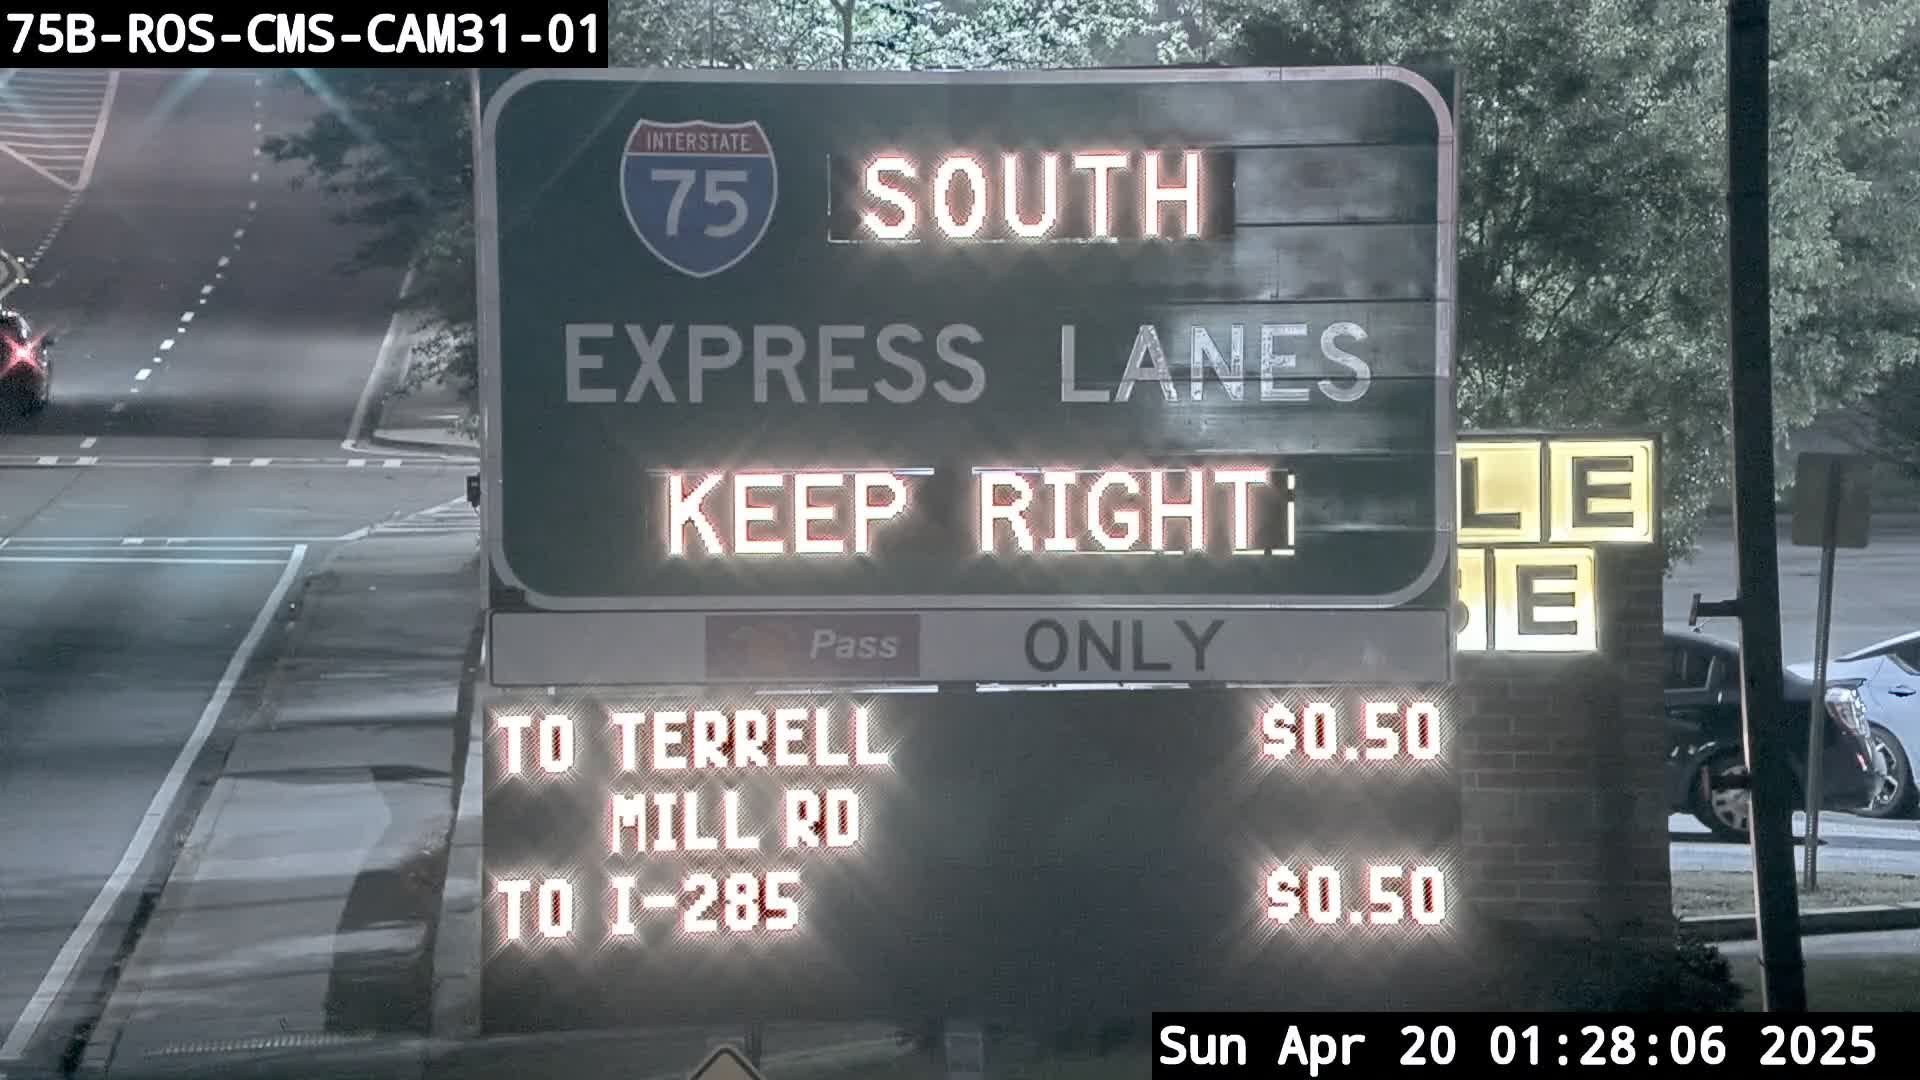 75B-ROS-CMS-CAM31-01
INTERSTATE
75
SOUTH
EXPRESS LANES
KEEP RIGHT
Pass ONLY
TO TERRELL $0.50
MILL RD
TO I-285 $0.50
LE
E
Sun Apr 20 01:28:06 2025